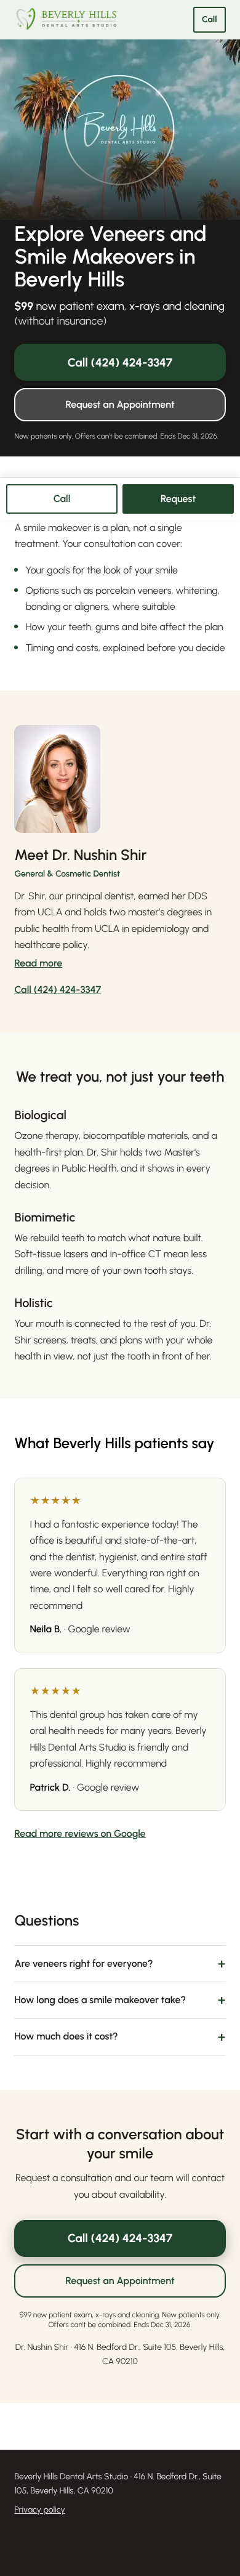 BEVERLY HILLS
DENTAL ARTS STUDIO
Call
Beverly Hills
DENTAL ARTS STUDIO
Explore Veneers and
Smile Makeovers in
Beverly Hills
$99 new patient exam, x-rays and cleaning
(without insurance)
Call (424) 424-3347
Request an Appointment
New patients only. Offers can't be combined. Ends Dec 31, 2026.
Call
Request
A smile makeover is a plan, not a single
treatment. Your consultation can cover:
Your goals for the look of your smile
Options such as porcelain veneers, whitening,
bonding or aligners, where suitable
How your teeth, gums and bite affect the plan
Timing and costs, explained before you decide
Meet Dr. Nushin Shir
General & Cosmetic Dentist
Dr. Shir, our principal dentist, earned her DDS
from UCLA and holds two master's degrees in
public health from UCLA in epidemiology and
healthcare policy.
Read more
Call (424) 424-3347
We treat you, not just your teeth
Biological
Ozone therapy, biocompatible materials, and a
health-first plan. Dr. Shir holds two Master's
degrees in Public Health, and it shows in every
decision.
Biomimetic
We rebuild teeth to match what nature built.
Soft-tissue lasers and in-office CT mean less
drilling, and more of your own tooth stays.
Holistic
Your mouth is connected to the rest of you. Dr.
Shir screens, treats, and plans with your whole
health in view, not just the tooth in front of her.
What Beverly Hills patients say
★★★★★
I had a fantastic experience today! The
office is beautiful and state-of-the-art,
and the dentist, hygienist, and entire staff
were wonderful. Everything ran right on
time, and I felt so well cared for. Highly
recommend
Neila B. · Google review
★★★★★
This dental group has taken care of my
oral health needs for many years. Beverly
Hills Dental Arts Studio is friendly and
professional. Highly recommend
Patrick D. · Google review
Read more reviews on Google
Questions
Are veneers right for everyone? +
How long does a smile makeover take? +
How much does it cost? +
Start with a conversation about
your smile
Request a consultation and our team will contact
you about availability.
Call (424) 424-3347
Request an Appointment
$99 new patient exam, x-rays and cleaning. New patients only.
Offers can't be combined. Ends Dec 31, 2026.
Dr. Nushin Shir · 416 N. Bedford Dr., Suite 105, Beverly Hills,
CA 90210
Beverly Hills Dental Arts Studio · 416 N. Bedford Dr., Suite
105, Beverly Hills, CA 90210
Privacy policy